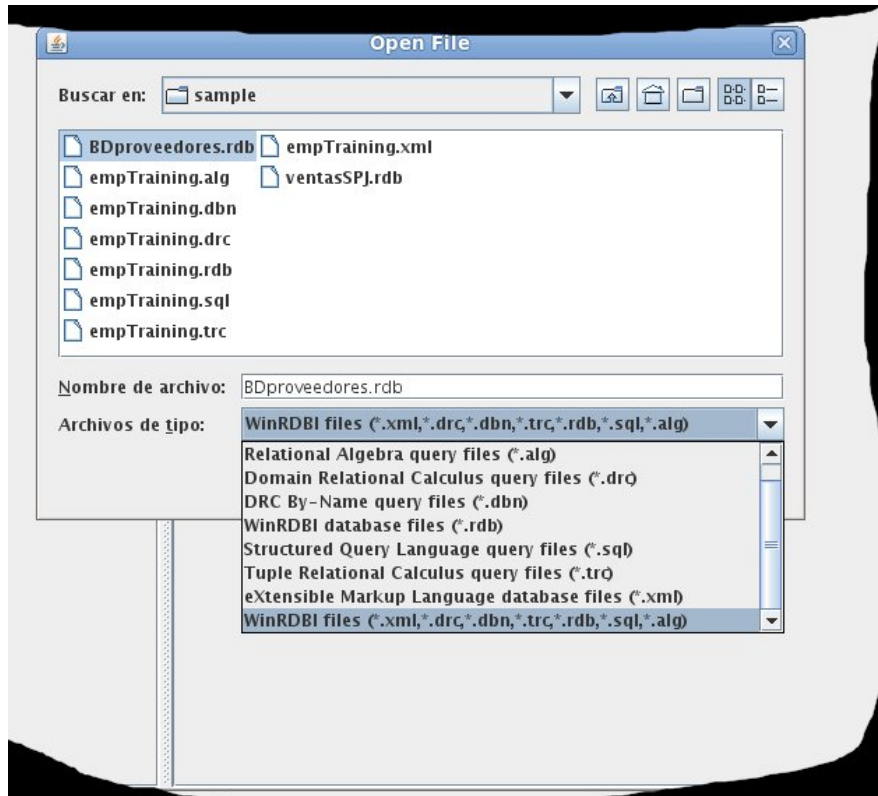 Open File
Buscar en: sample
BDproveedores.rdb empTraining.xml
empTraining.alg ventasSPJ.rdb
empTraining.dbn
empTraining.drc
empTraining.rdb
empTraining.sql
empTraining.trc
Nombre de archivo: BDproveedores.rdb
Archivos de tipo: WinRDBI files (*.xml,*.drc,*.dbn,*.trc,*.rdb,*.sql,*.alg)
Relational Algebra query files (*.alg)
Domain Relational Calculus query files (*.drc)
DRC By-Name query files (*.dbn)
WinRDBI database files (*.rdb)
Structured Query Language query files (*.sql)
Tuple Relational Calculus query files (*.trc)
eXtensible Markup Language database files (*.xml)
WinRDBI files (*.xml,*.drc,*.dbn,*.trc,*.rdb,*.sql,*.alg)